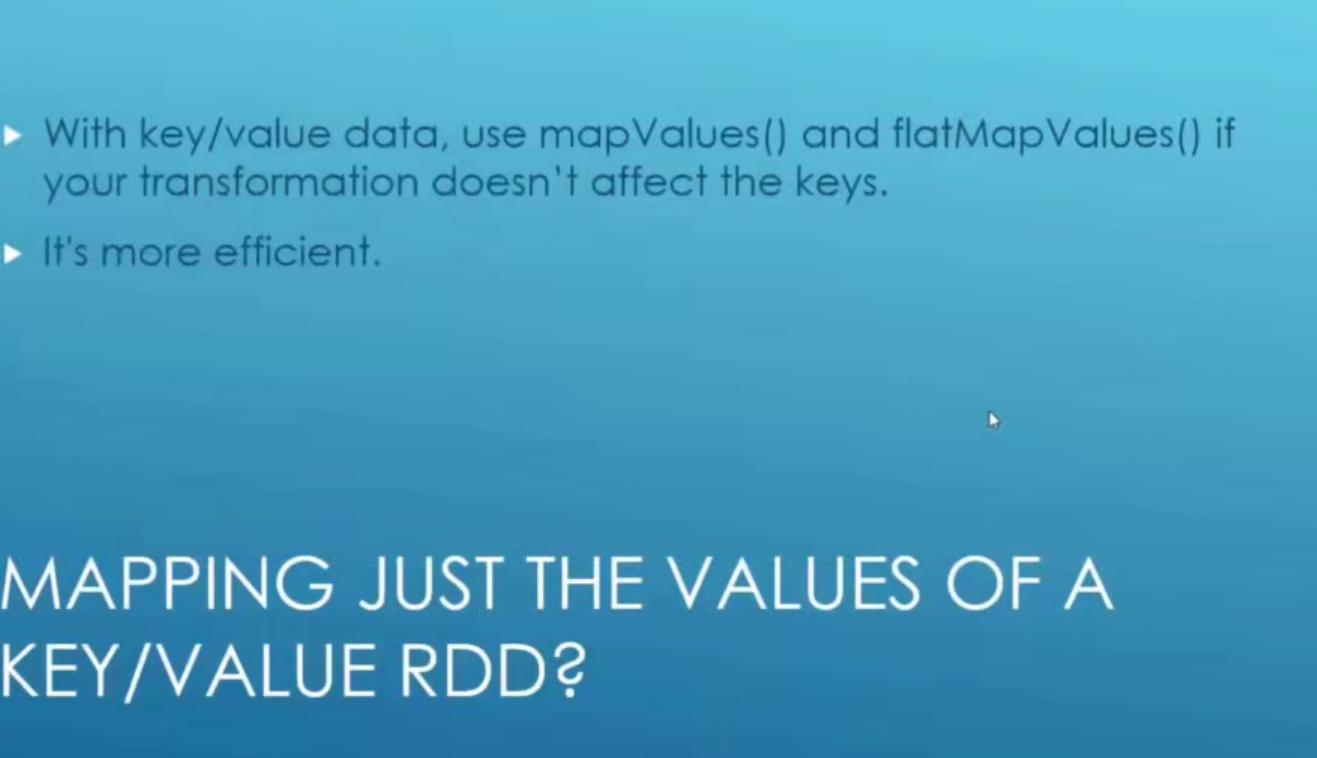 With key/value data, use mapValues() and flatMapValues() if
your transformation doesn't affect the keys.
It's more efficient.
MAPPING JUST THE VALUES OF A
KEY/VALUE RDD?